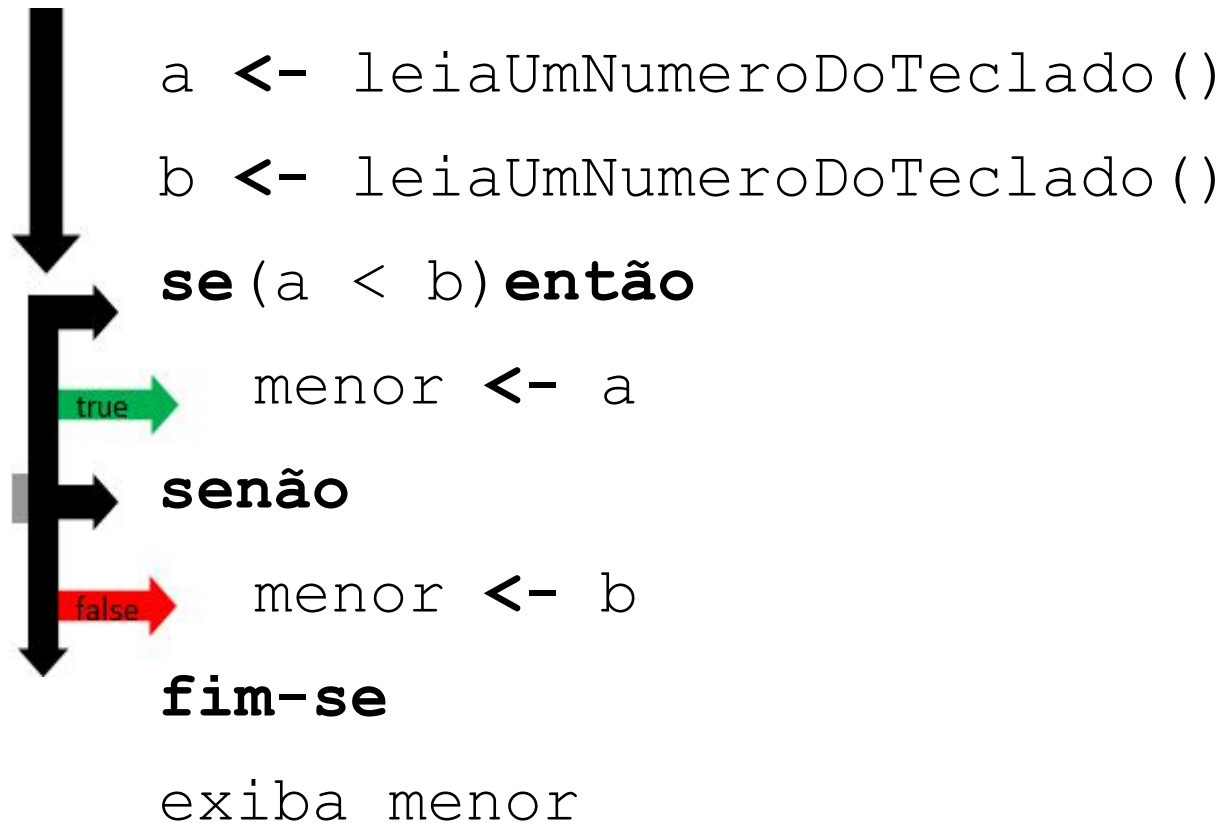 a <- leiaUmNumeroDoTeclado()
b <- leiaUmNumeroDoTeclado()
se(a < b)então
true menor <- a
senão
false menor <- b
fim-se
exiba menor